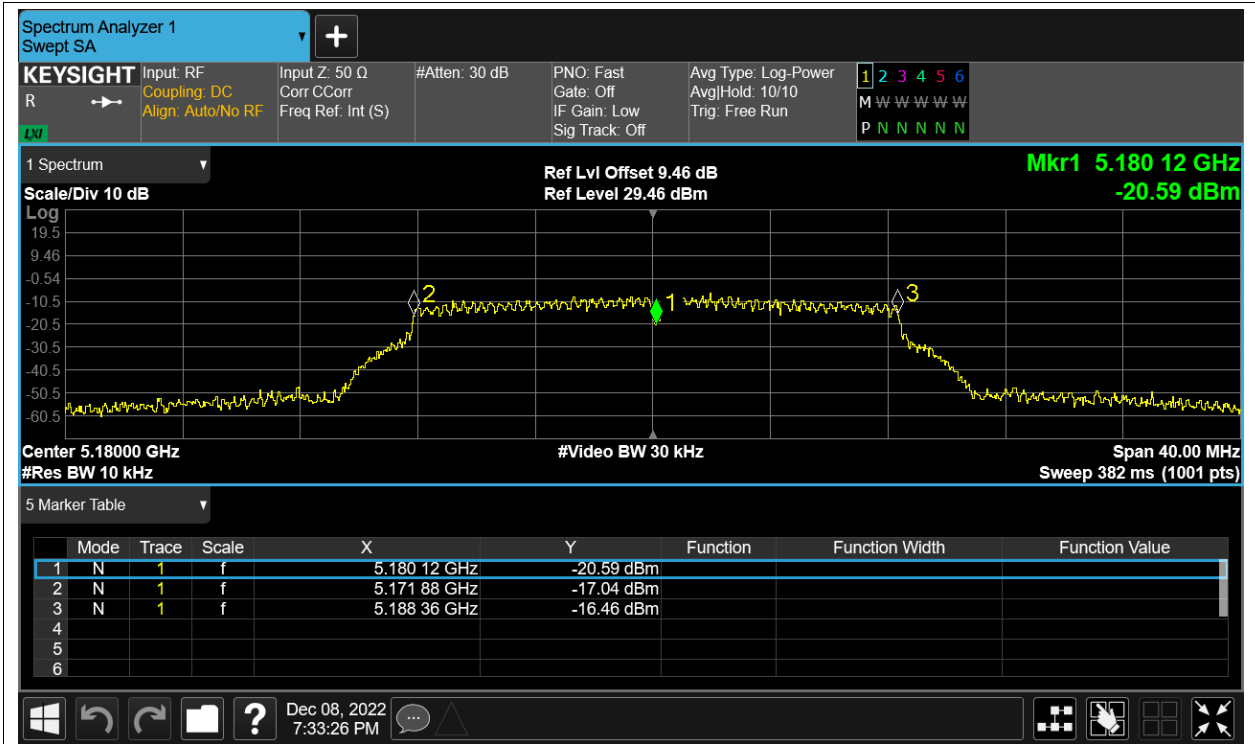 Spectrum Analyzer 1
Swept SA
KEYSIGHT
R
LXI
Input: RF
Coupling: DC
Align: Auto/No RF
Input Z: 50 Ω
Corr CCorr
Freq Ref: Int (S)
#Atten: 30 dB
PNO: Fast
Gate: Off
IF Gain: Low
Sig Track: Off
Avg Type: Log-Power
Avg|Hold: 10/10
Trig: Free Run
1 2 3 4 5 6
M W W W W W
P N N N N N
1 Spectrum
Scale/Div 10 dB
Ref Lvl Offset 9.46 dB
Ref Level 29.46 dBm
Mkr1 5.180 12 GHz
-20.59 dBm
Log
19.5
9.46
-0.54
-10.5
-20.5
-30.5
-40.5
-50.5
-60.5
2
1
3
Center 5.18000 GHz
#Video BW 30 kHz
Span 40.00 MHz
#Res BW 10 kHz
Sweep 382 ms (1001 pts)
5 Marker Table
Mode Trace Scale X Y Function Function Width Function Value
1 N 1 f 5.180 12 GHz -20.59 dBm
2 N 1 f 5.171 88 GHz -17.04 dBm
3 N 1 f 5.188 36 GHz -16.46 dBm
4
5
6
?
Dec 08, 2022
7:33:26 PM